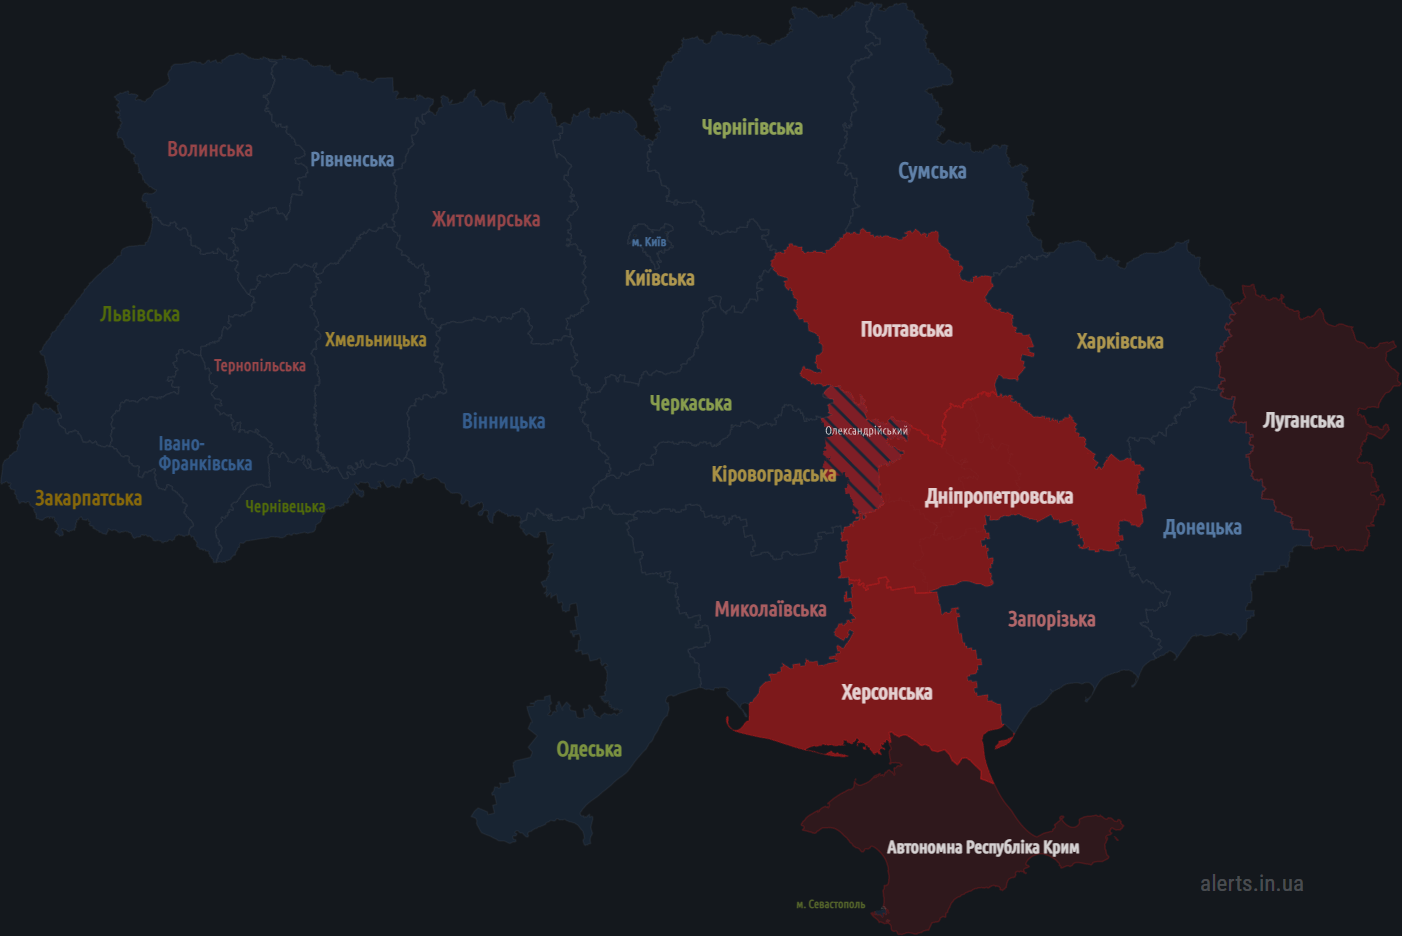 Чернігівська
Волинська
Рівненська
Сумська
Житомирська
м. Київ
Київська
Львівська
Полтавська
Хмельницька
Харківська
Тернопільська
Черкаська
Вінницька
Луганська
Олександрійський
Івано-
Франківська
Кіровоградська
Закарпатська
Дніпропетровська
Чернівецька
Донецька
Миколаївська
Запорізька
Херсонська
Одеська
Автономна Республіка Крим
alerts.in.ua
м. Севастополь